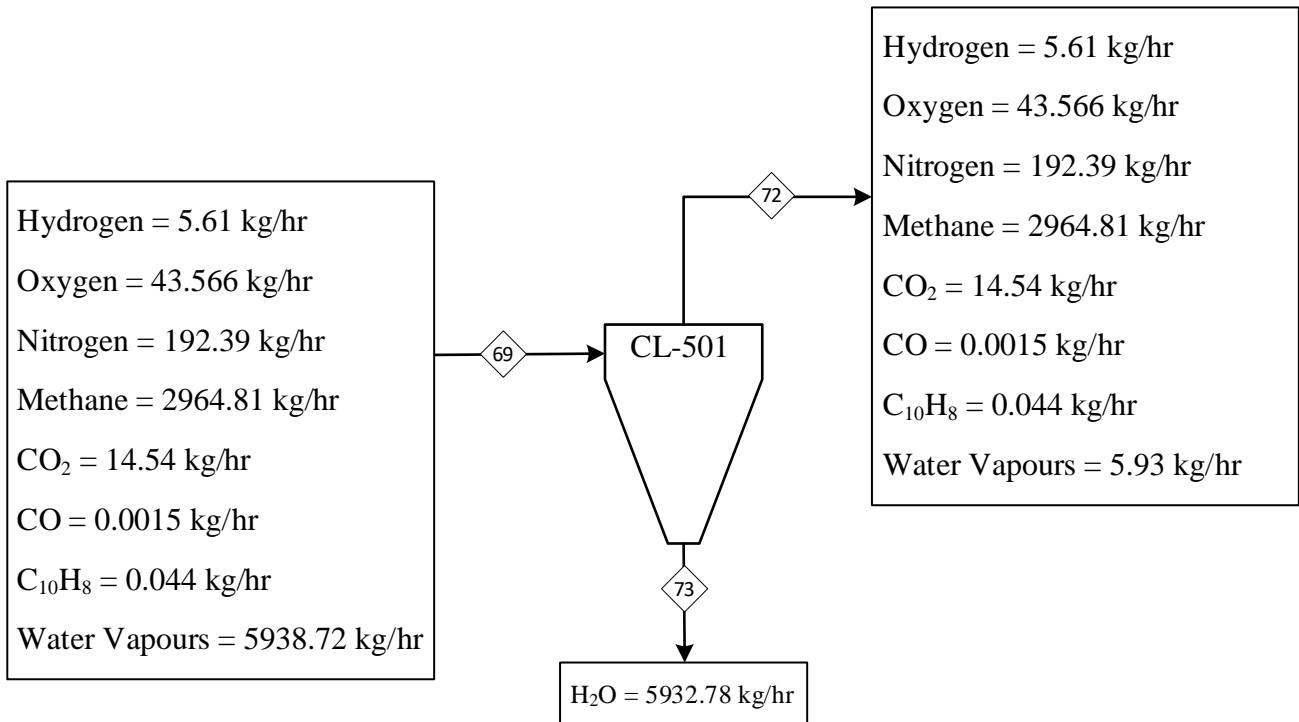 Hydrogen = 5.61 kg/hr
Oxygen = 43.566 kg/hr
Nitrogen = 192.39 kg/hr
Methane = 2964.81 kg/hr
CO₂ = 14.54 kg/hr
CO = 0.0015 kg/hr
C₁₀H₈ = 0.044 kg/hr
Water Vapours = 5938.72 kg/hr
69
CL-501
72
Hydrogen = 5.61 kg/hr
Oxygen = 43.566 kg/hr
Nitrogen = 192.39 kg/hr
Methane = 2964.81 kg/hr
CO₂ = 14.54 kg/hr
CO = 0.0015 kg/hr
C₁₀H₈ = 0.044 kg/hr
Water Vapours = 5.93 kg/hr
73
H₂O = 5932.78 kg/hr